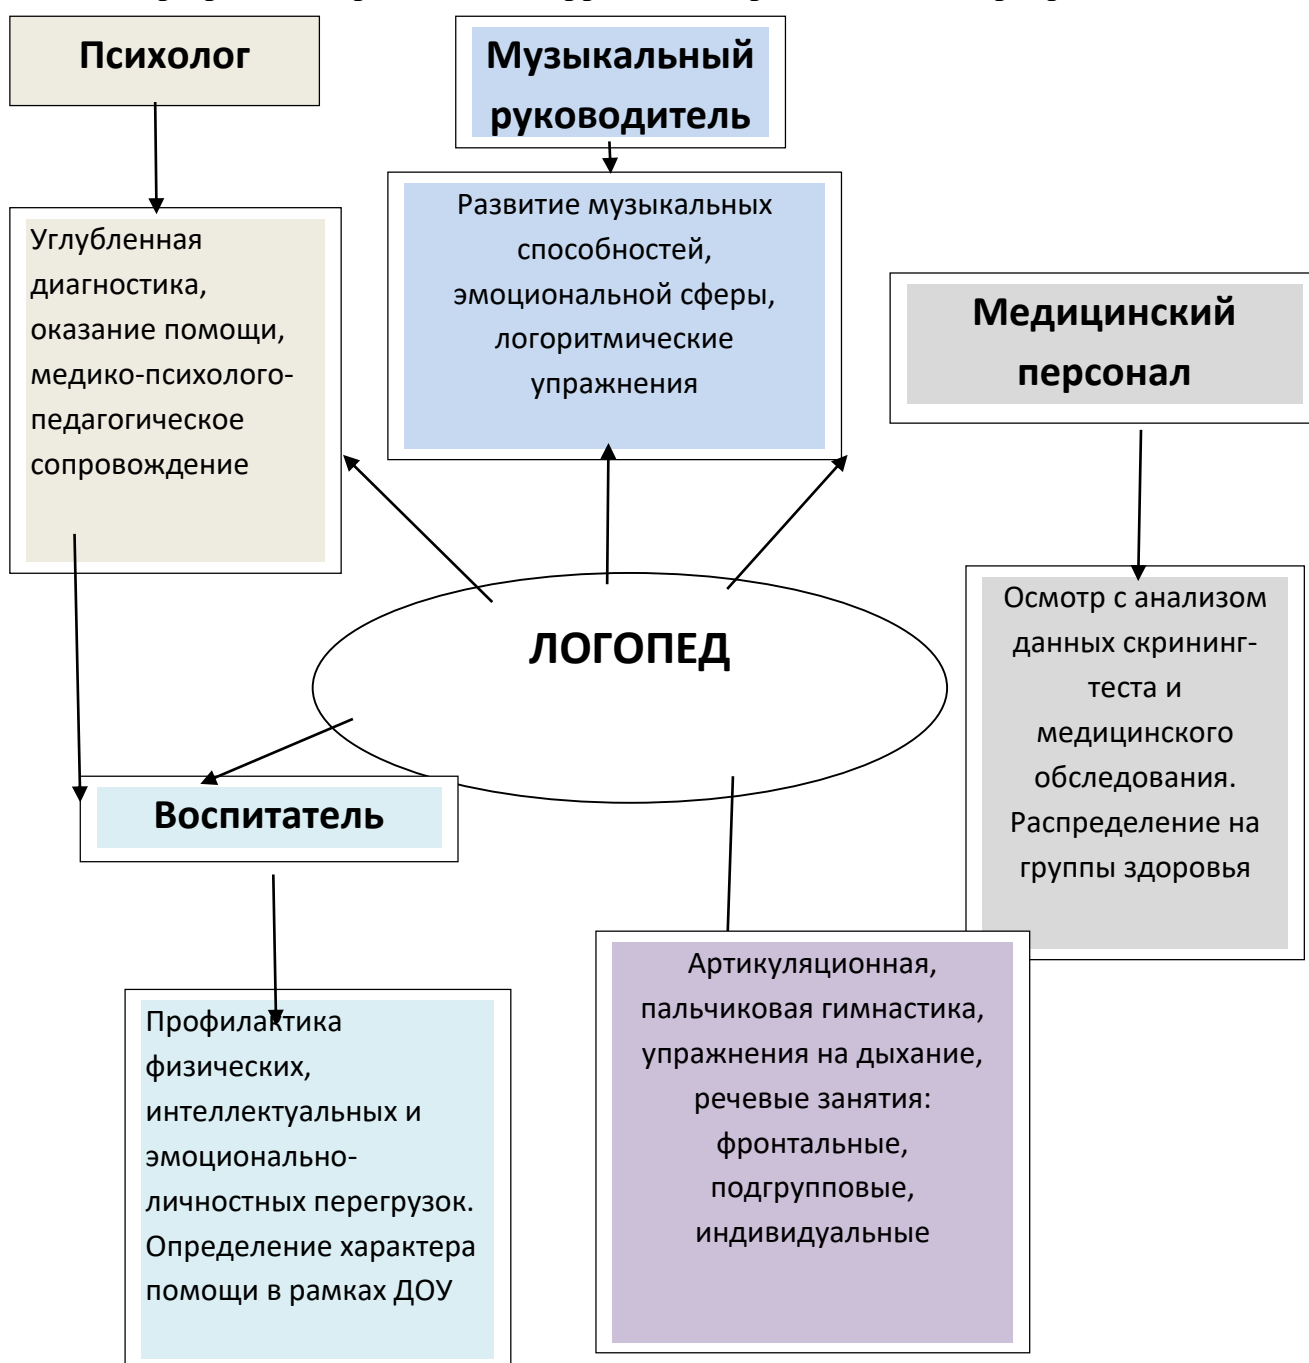 Психолог
Музыкальный
руководитель
Углубленная
диагностика,
оказание помощи,
медико-психолого-
педагогическое
сопровождение
Развитие музыкальных
способностей,
эмоциональной сферы,
логоритмические
упражнения
Медицинский
персонал
ЛОГОПЕД
Осмотр с анализом
данных скрининг-
теста и
медицинского
обследования.
Распределение на
группы здоровья
Воспитатель
Профилактика
физических,
интеллектуальных и
эмоционально-
личностных перегрузок.
Определение характера
помощи в рамках ДОУ
Артикуляционная,
пальчиковая гимнастика,
упражнения на дыхание,
речевые занятия:
фронтальные,
подгрупповые,
индивидуальные